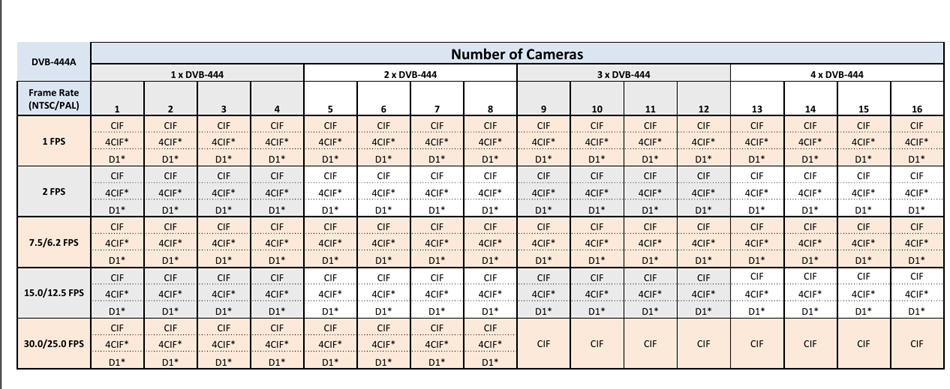 DVB-444A Number of Cameras
1 x DVB-444 2 x DVB-444 3 x DVB-444 4 x DVB-444
Frame Rate
(NTSC/PAL) 1 2 3 4 5 6 7 8 9 10 11 12 13 14 15 16
CIF CIF CIF CIF CIF CIF CIF CIF CIF CIF CIF CIF CIF CIF CIF CIF
1 FPS 4CIF* 4CIF* 4CIF* 4CIF* 4CIF* 4CIF* 4CIF* 4CIF* 4CIF* 4CIF* 4CIF* 4CIF* 4CIF* 4CIF* 4CIF* 4CIF*
D1* D1* D1* D1* D1* D1* D1* D1* D1* D1* D1* D1* D1* D1* D1* D1*
CIF CIF CIF CIF CIF CIF CIF CIF CIF CIF CIF CIF CIF CIF CIF CIF
2 FPS 4CIF* 4CIF* 4CIF* 4CIF* 4CIF* 4CIF* 4CIF* 4CIF* 4CIF* 4CIF* 4CIF* 4CIF* 4CIF* 4CIF* 4CIF* 4CIF*
D1* D1* D1* D1* D1* D1* D1* D1* D1* D1* D1* D1* D1* D1* D1* D1*
CIF CIF CIF CIF CIF CIF CIF CIF CIF CIF CIF CIF CIF CIF CIF CIF
7.5/6.2 FPS 4CIF* 4CIF* 4CIF* 4CIF* 4CIF* 4CIF* 4CIF* 4CIF* 4CIF* 4CIF* 4CIF* 4CIF* 4CIF* 4CIF* 4CIF* 4CIF*
D1* D1* D1* D1* D1* D1* D1* D1* D1* D1* D1* D1* D1* D1* D1* D1*
CIF CIF CIF CIF CIF CIF CIF CIF CIF CIF CIF CIF CIF CIF CIF CIF
15.0/12.5 FPS 4CIF* 4CIF* 4CIF* 4CIF* 4CIF* 4CIF* 4CIF* 4CIF* 4CIF* 4CIF* 4CIF* 4CIF* 4CIF* 4CIF* 4CIF* 4CIF*
D1* D1* D1* D1* D1* D1* D1* D1* D1* D1* D1* D1* D1* D1* D1* D1*
CIF CIF CIF CIF CIF CIF CIF CIF
30.0/25.0 FPS 4CIF* 4CIF* 4CIF* 4CIF* 4CIF* 4CIF* 4CIF* 4CIF* CIF CIF CIF CIF CIF CIF CIF CIF
D1* D1* D1* D1* D1* D1* D1* D1*